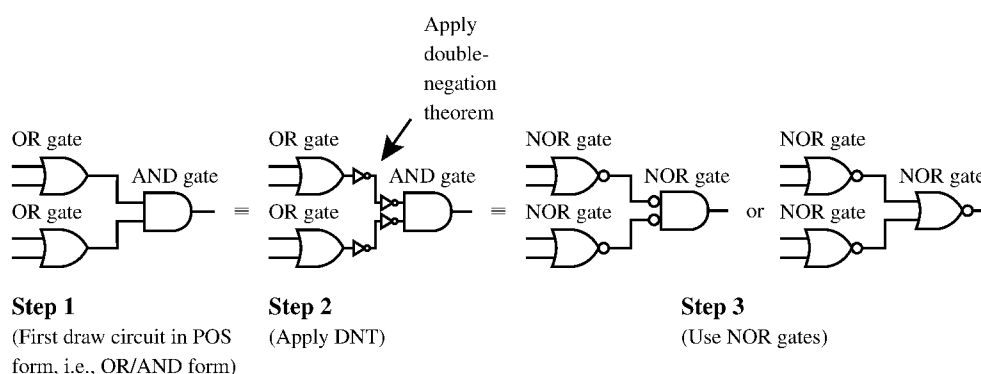 Apply
double-
negation
theorem
OR gate
AND gate
OR gate
≡
OR gate
AND gate
OR gate
≡
NOR gate
NOR gate
NOR gate
or
NOR gate
NOR gate
NOR gate
Step 1
(First draw circuit in POS
form, i.e., OR/AND form)
Step 2
(Apply DNT)
Step 3
(Use NOR gates)